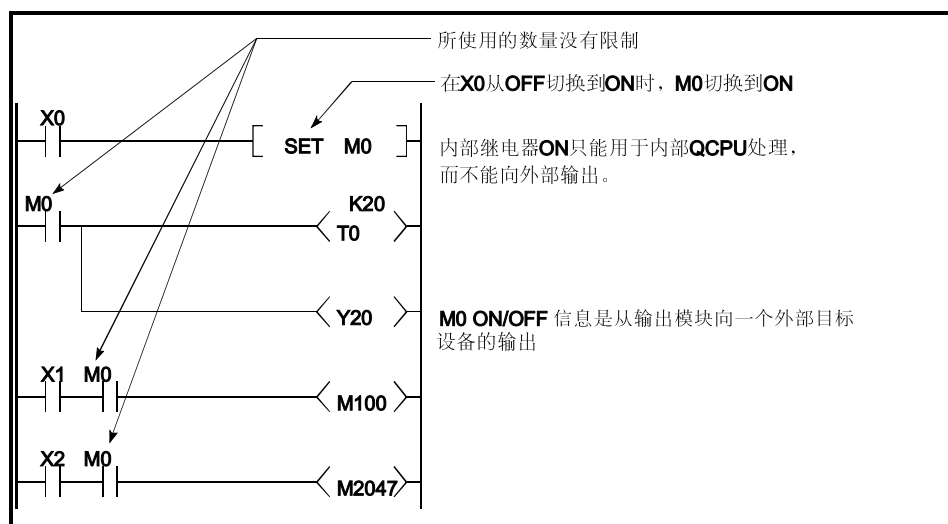 所使用的数量没有限制
在X0从OFF切换到ON时，M0切换到ON
X0
SET M0
内部继电器ON只能用于内部QCPU处理，
而不能向外部输出。
M0
K20
T0
Y20
M0 ON/OFF 信息是从输出模块向一个外部目标
设备的输出
X1 M0
M100
X2 M0
M2047